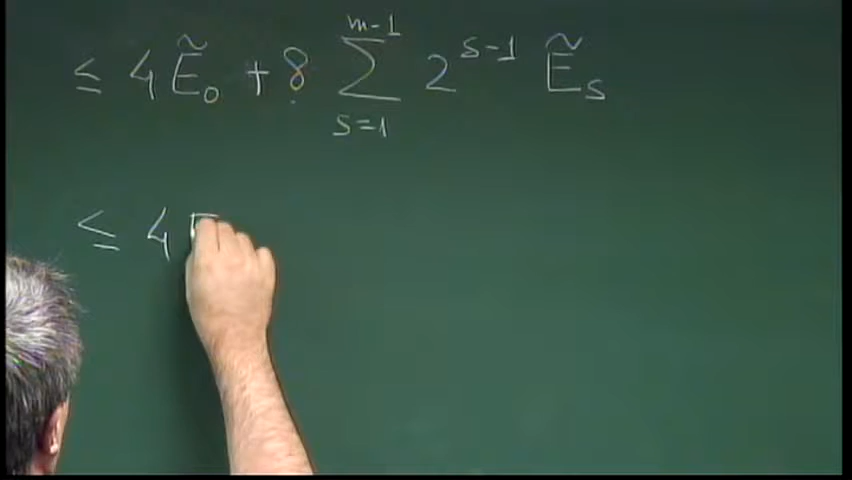 ≤ 4Ẽ₀ + 8 ∑_{s=1}^{m-1} 2^{s-1} Ẽ_s
≤ 4